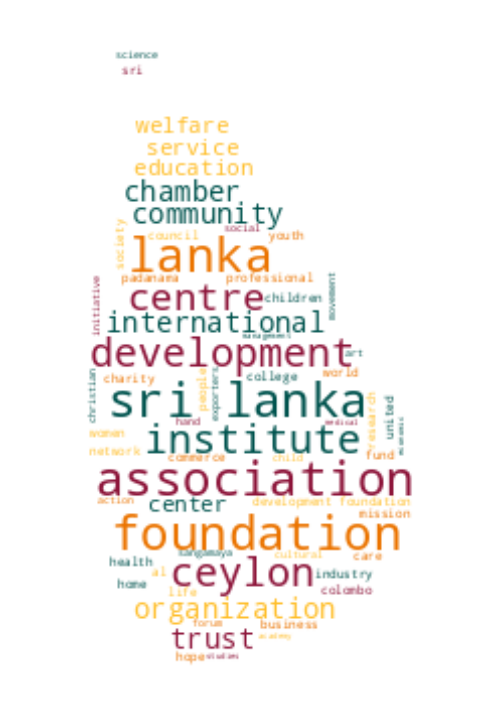 science
sri
welfare
service
education
chamber
community
society
social
council
youth
lanka
padanama
professional
initiative
centre
children
movement
international
management
development
art
charity
christian
people
exporters
college
world
sri lanka
research
united
economic
hand
medical
women
institute
network
commerce
child
fund
association
action
center
development foundation
mission
foundation
sangamaya
cultural
care
health
al
ceylon
industry
home
life
colombo
organization
forum
business
trust
academy
hope
studies